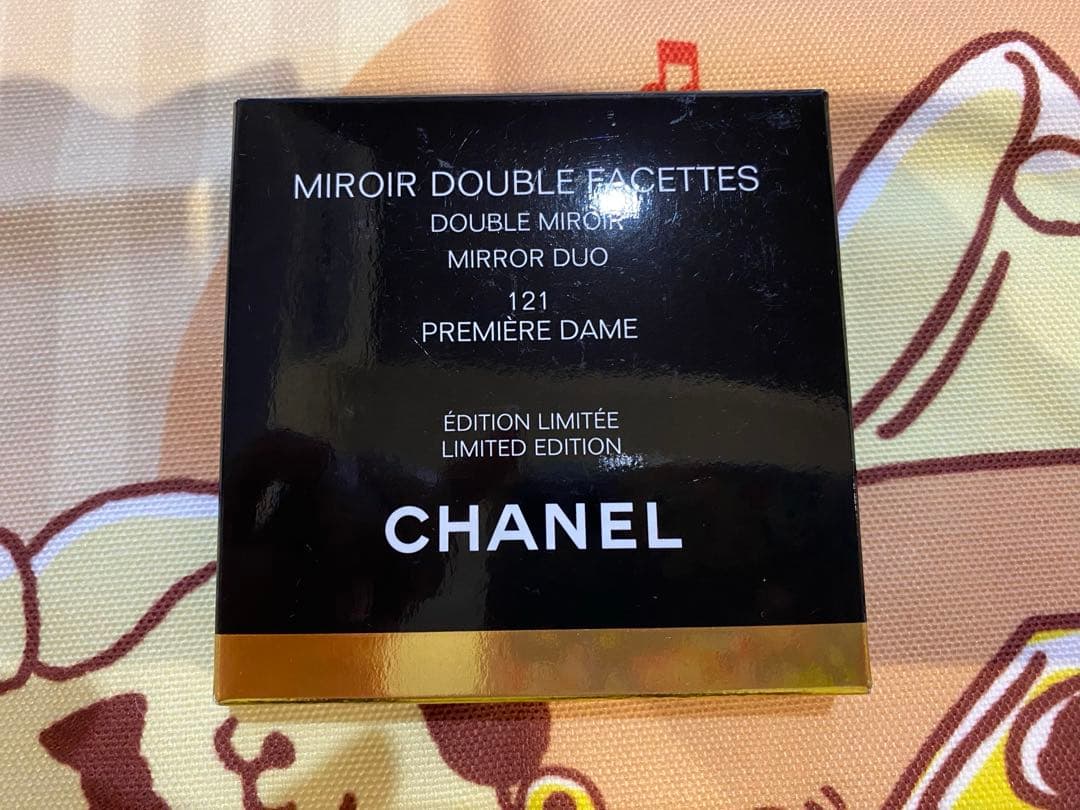 MIROIR DOUBLE FACETTES
DOUBLE MIROIR
MIRROR DUO
121
PREMIÈRE DAME
ÉDITION LIMITÉE
LIMITED EDITION
CHANEL